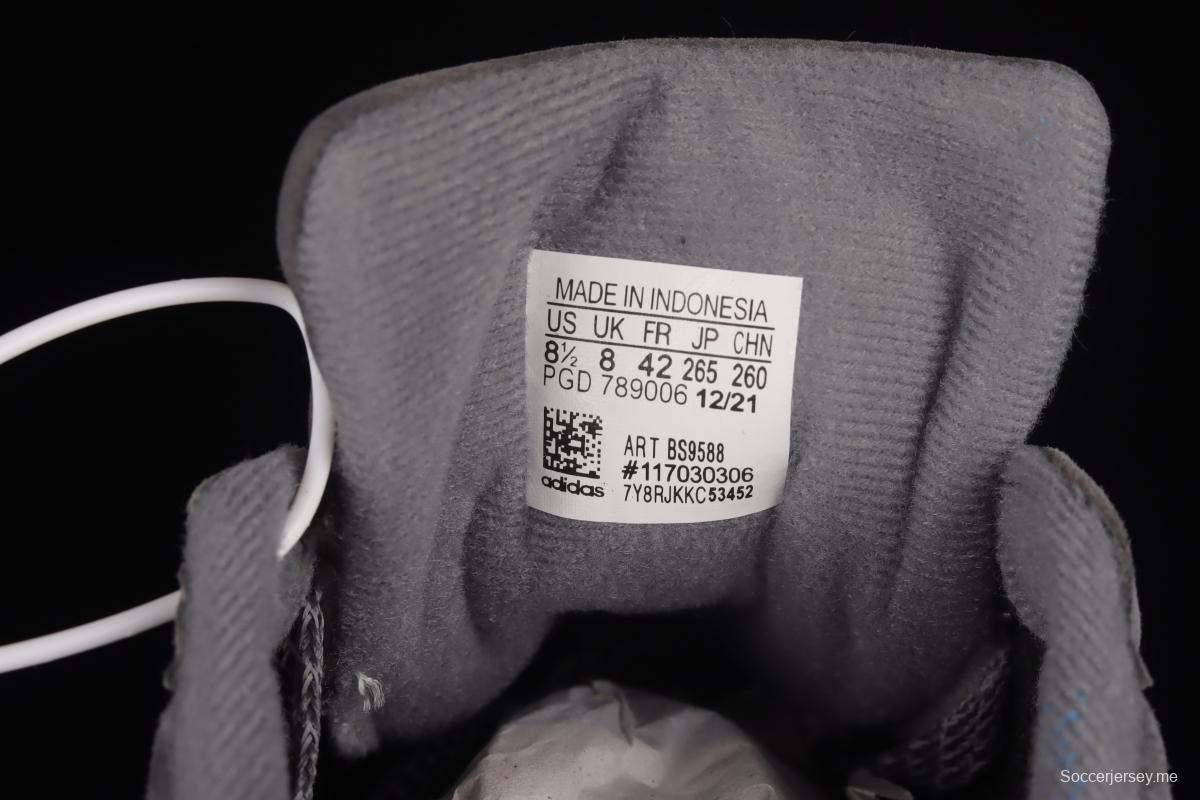 MADE IN INDONESIA
US UK FR JP CHN
8½ 8 42 265 260
PGD 789006 12/21
ART BS9588
#117030306
adidas 7Y8RJKKC53452
Soccerjersey.me